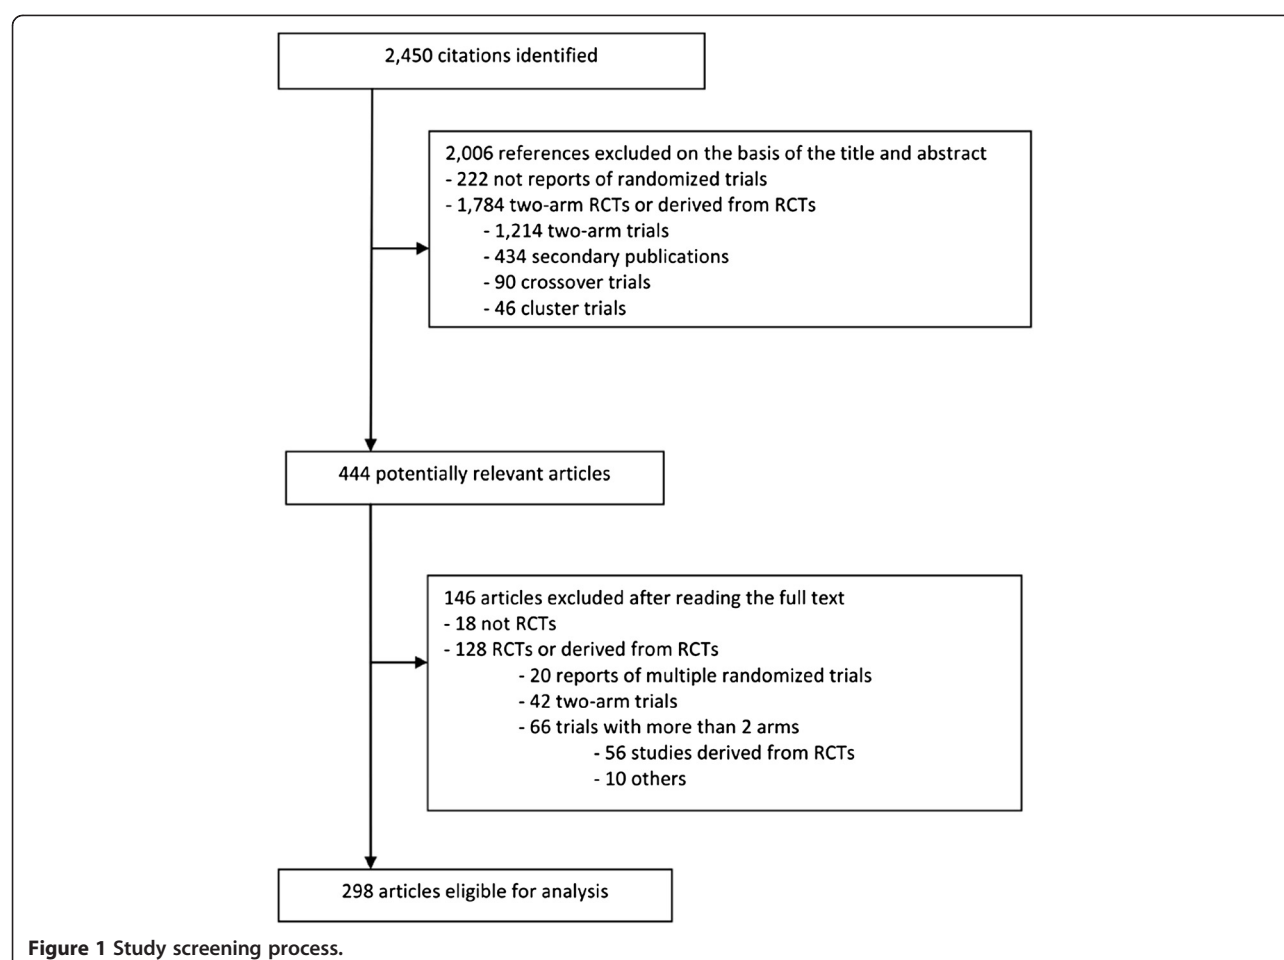 2,450 citations identified
2,006 references excluded on the basis of the title and abstract
- 222 not reports of randomized trials
- 1,784 two-arm RCTs or derived from RCTs
- 1,214 two-arm trials
- 434 secondary publications
- 90 crossover trials
- 46 cluster trials
444 potentially relevant articles
146 articles excluded after reading the full text
- 18 not RCTs
- 128 RCTs or derived from RCTs
- 20 reports of multiple randomized trials
- 42 two-arm trials
- 66 trials with more than 2 arms
- 56 studies derived from RCTs
- 10 others
298 articles eligible for analysis
Figure 1 Study screening process.